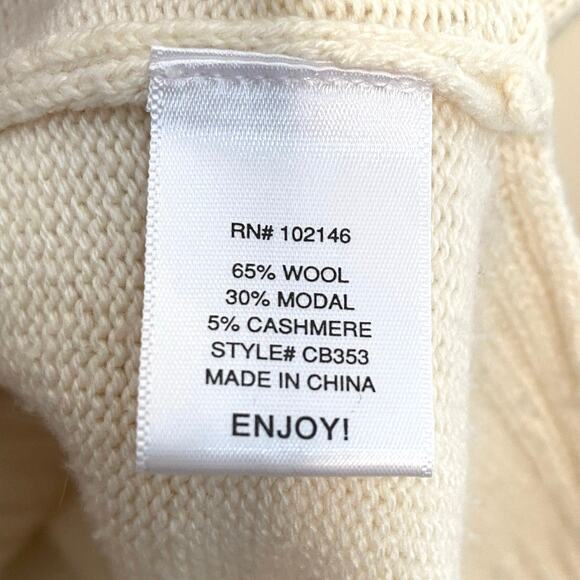 RN# 102146
65% WOOL
30% MODAL
5% CASHMERE
STYLE# CB353
MADE IN CHINA
ENJOY!